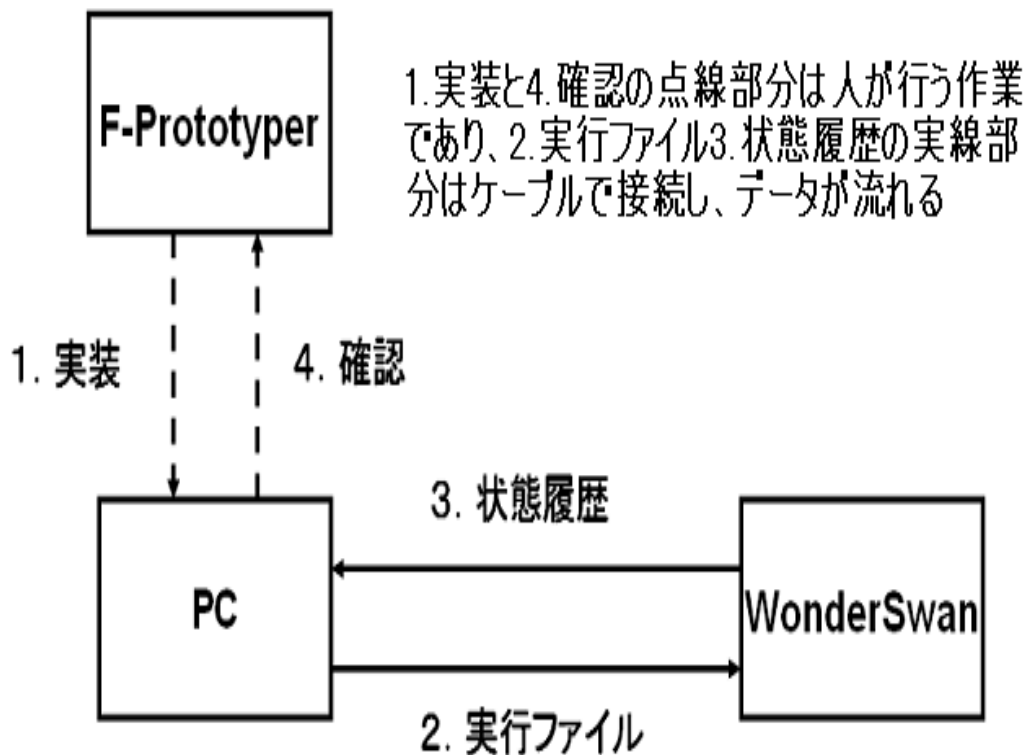 F-Prototyper
1.実装と4.確認の点線部分は人が行う作業
であり、2.実行ファイル3.状態履歴の実線部
分はケーブルで接続し、データが流れる
1. 実装
4. 確認
3. 状態履歴
PC
WonderSwan
2. 実行ファイル